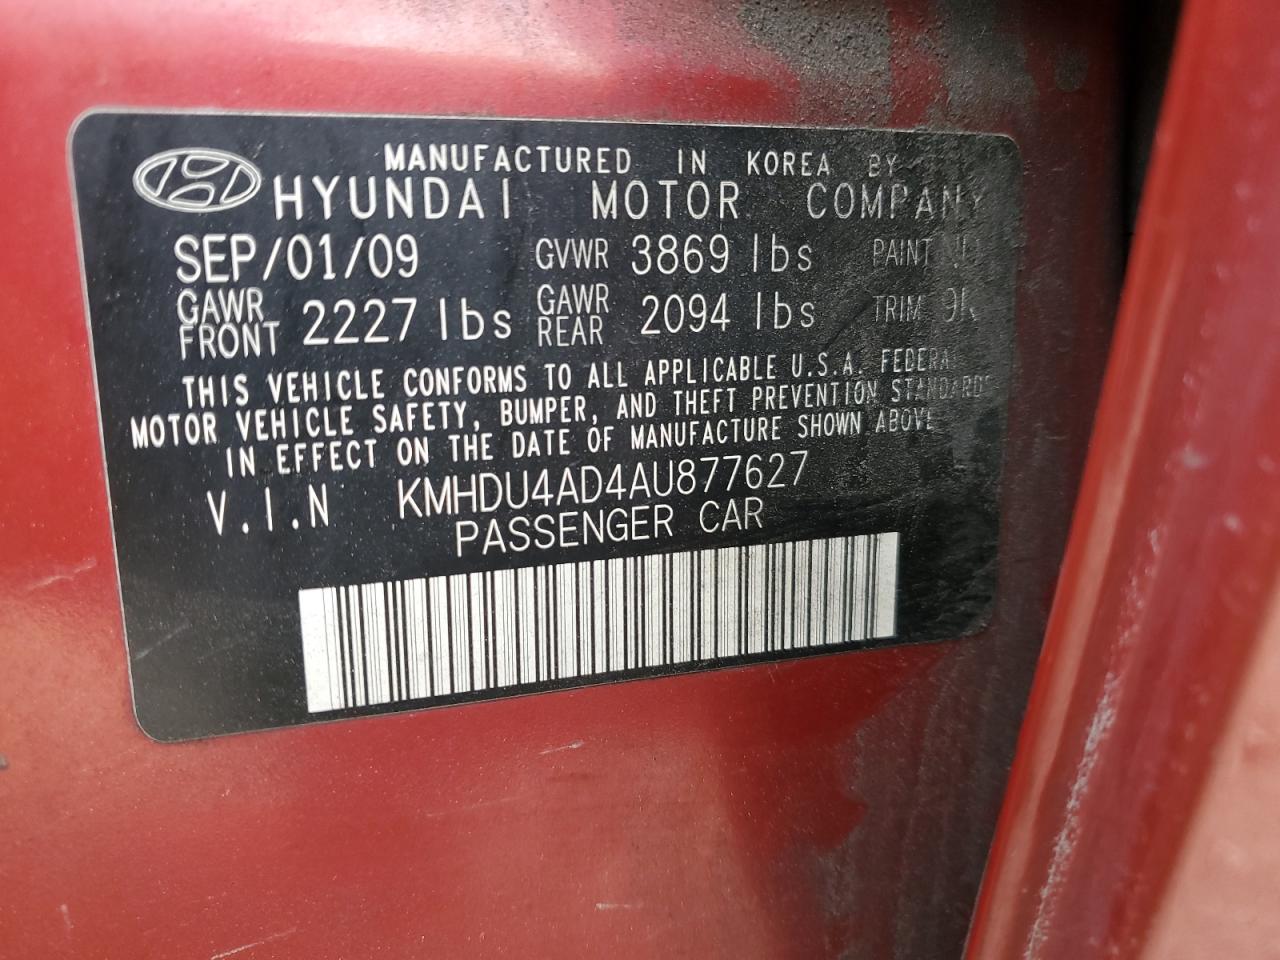 MANUFACTURED IN KOREA BY
HYUNDAI MOTOR COMPANY
SEP/01/09 GVWR 3869 lbs PAINT
GAWR FRONT 2227 lbs GAWR REAR 2094 lbs TRIM
THIS VEHICLE CONFORMS TO ALL APPLICABLE U.S.A. FEDERAL
MOTOR VEHICLE SAFETY, BUMPER, AND THEFT PREVENTION STANDARDS
IN EFFECT ON THE DATE OF MANUFACTURE SHOWN ABOVE
V.I.N KMHDU4AD4AU877627
PASSENGER CAR